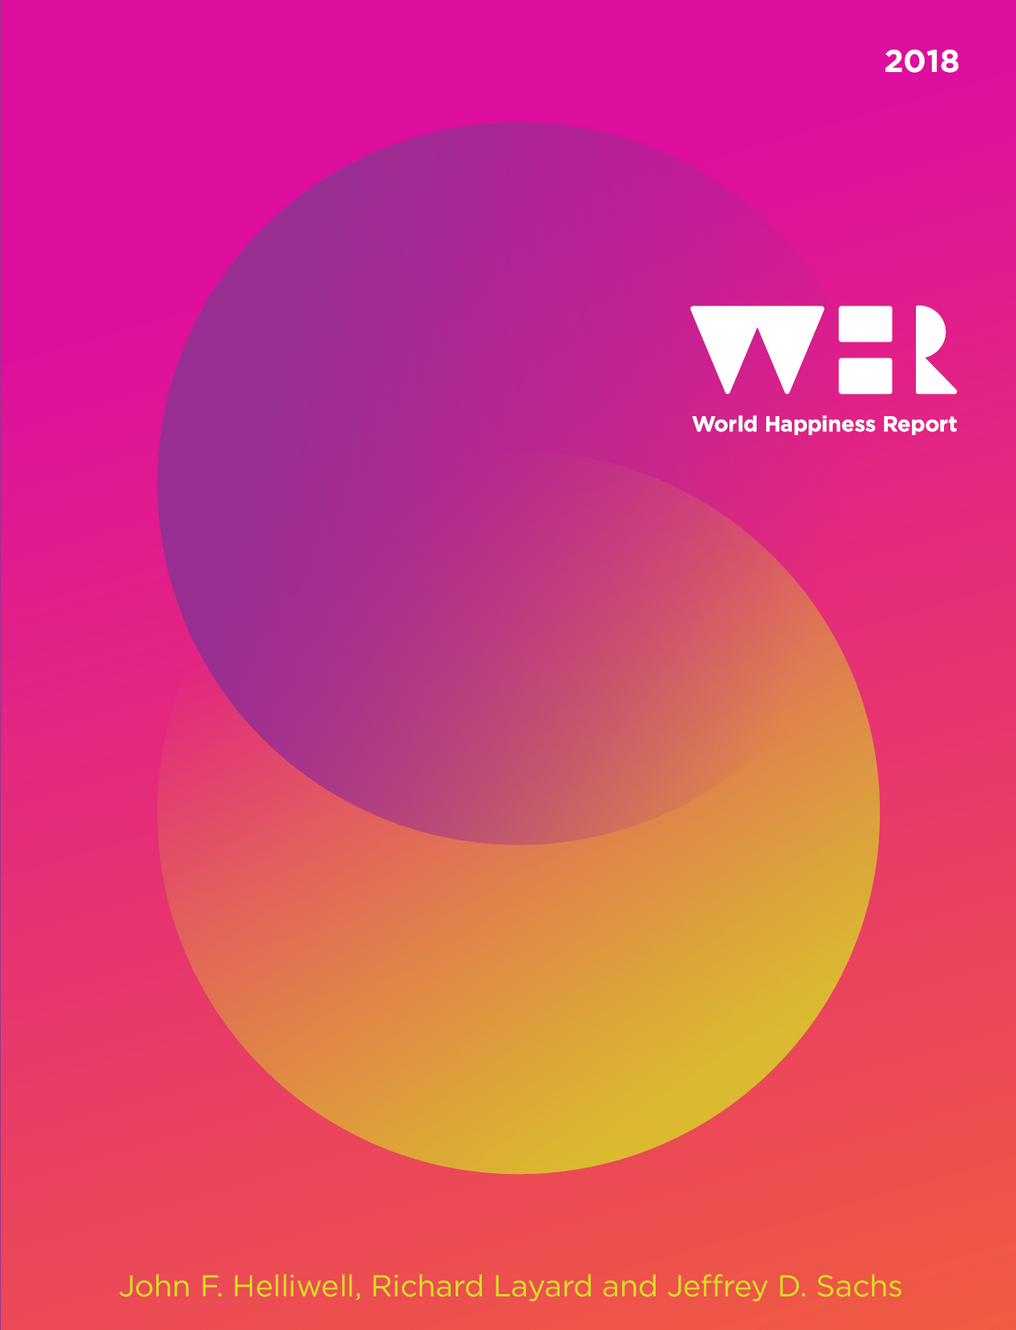 2018
WHR
World Happiness Report
John F. Helliwell, Richard Layard and Jeffrey D. Sachs